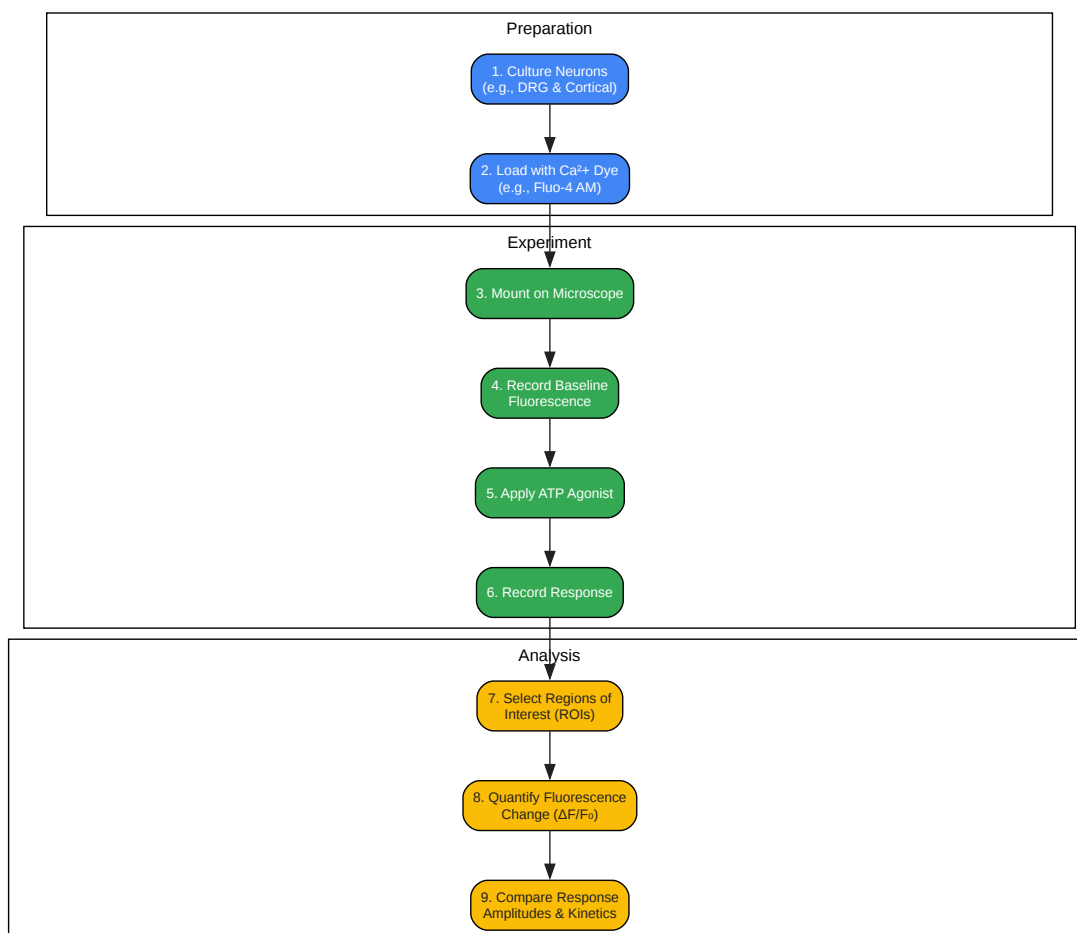 Preparation
1. Culture Neurons
(e.g., DRG & Cortical)
2. Load with Ca²+ Dye
(e.g., Fluo-4 AM)
Experiment
3. Mount on Microscope
4. Record Baseline
Fluorescence
5. Apply ATP Agonist
6. Record Response
Analysis
7. Select Regions of
Interest (ROIs)
8. Quantify Fluorescence
Change (ΔF/F₀)
9. Compare Response
Amplitudes & Kinetics